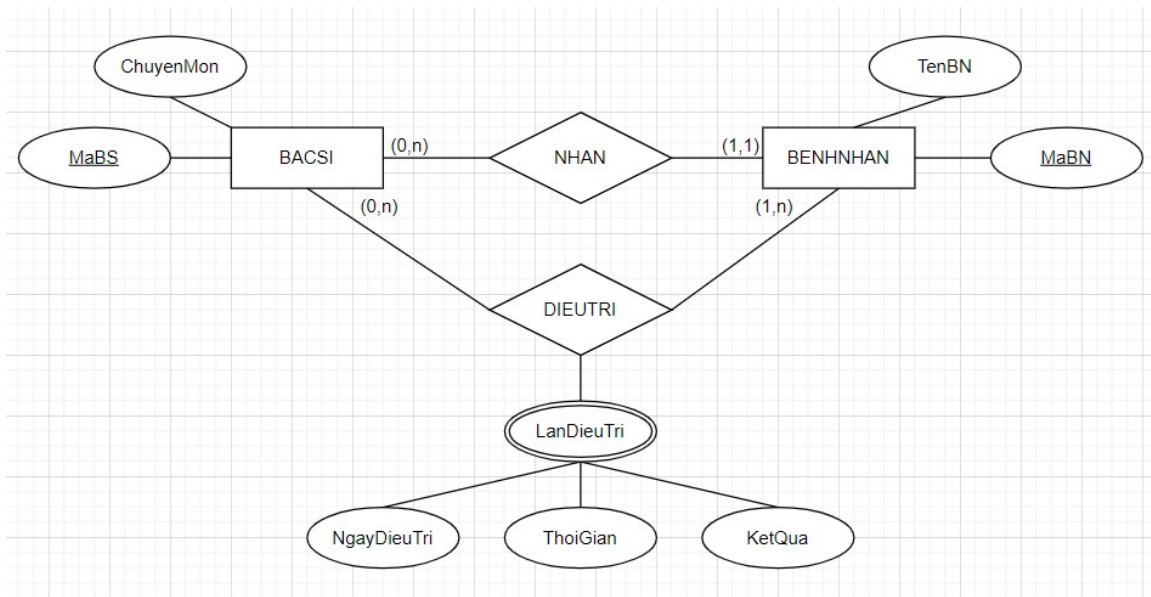 ChuyenMon
TenBN
MaBS
BACSI
(0,n)
NHAN
(1,1)
BENHNHAN
MaBN
(0,n)
(1,n)
DIEUTRI
LanDieuTri
NgayDieuTri
ThoiGian
KetQua